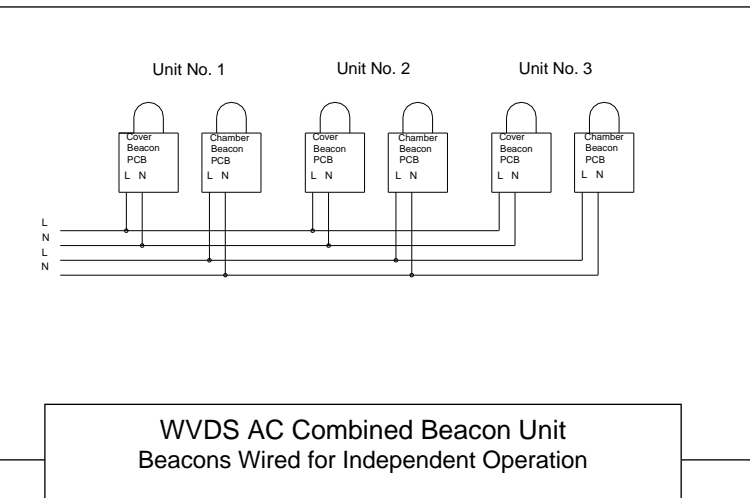 Unit No. 1
Unit No. 2
Unit No. 3
Cover
Beacon
PCB
L N
Chamber
Beacon
PCB
L N
Cover
Beacon
PCB
L N
Chamber
Beacon
PCB
L N
Cover
Beacon
PCB
L N
Chamber
Beacon
PCB
L N
L
N
L
N
WVDS AC Combined Beacon Unit
Beacons Wired for Independent Operation